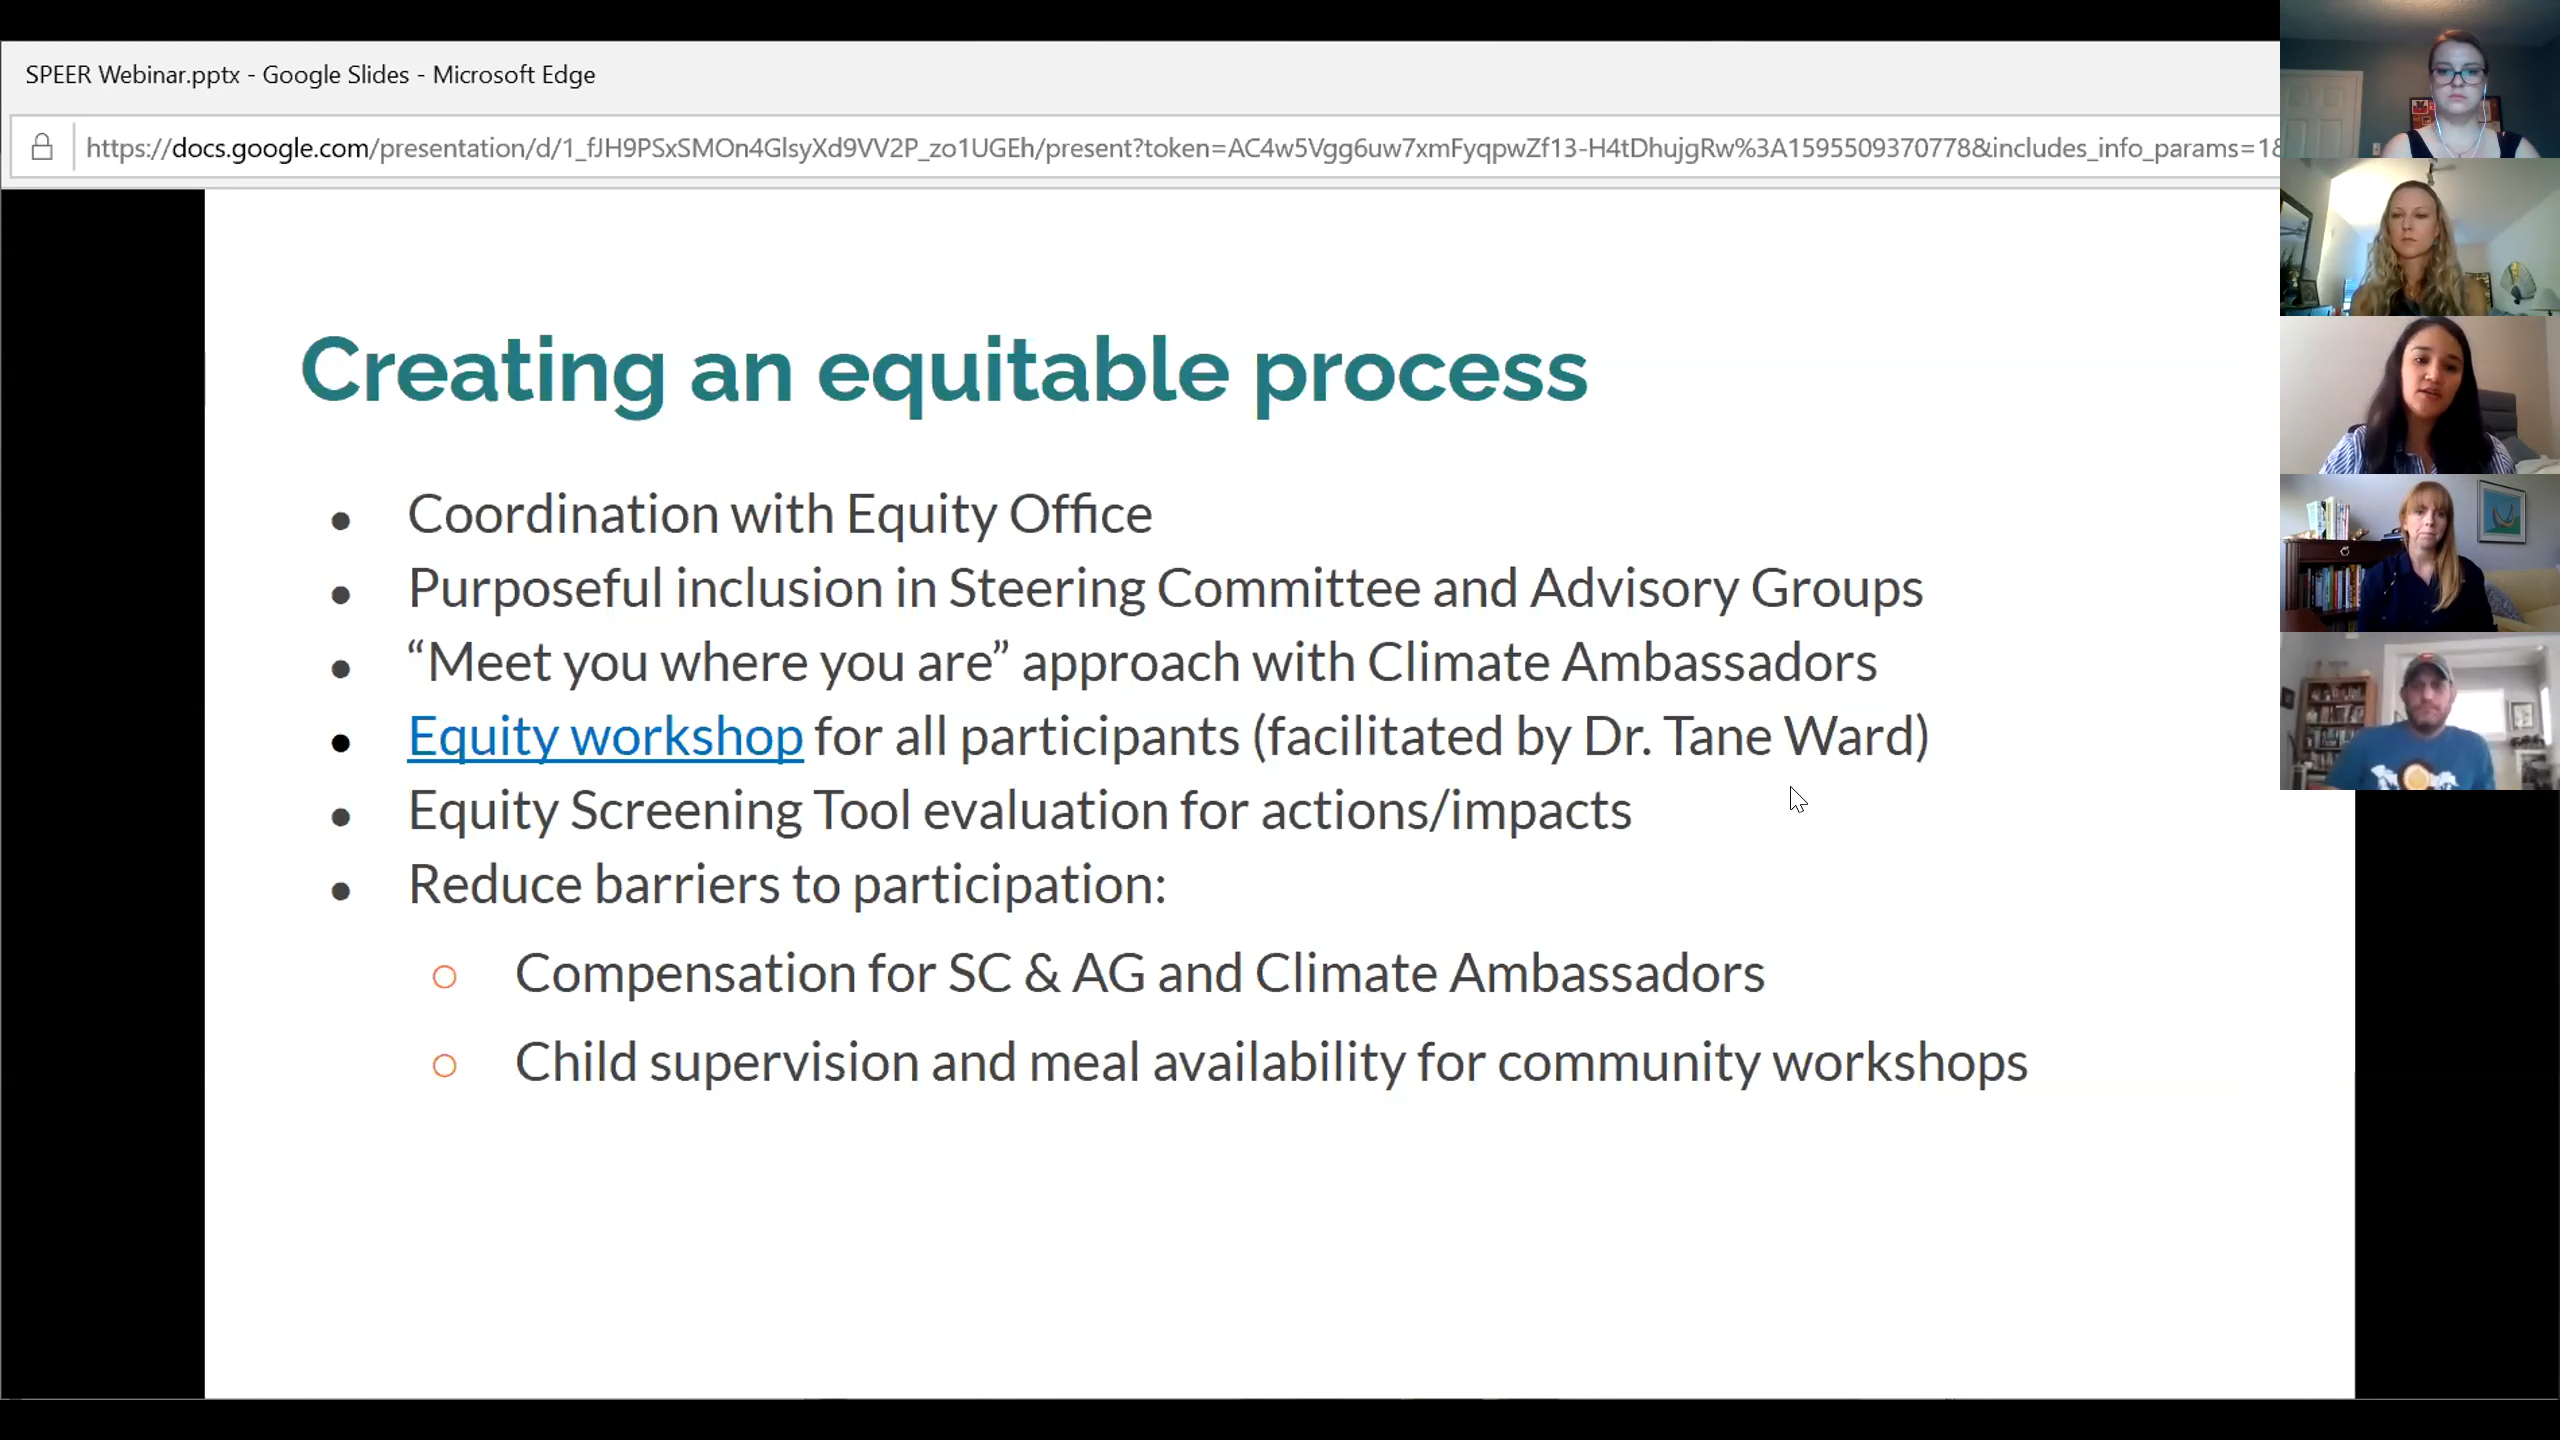 SPEER Webinar.pptx - Google Slides - Microsoft Edge
https://docs.google.com/presentation/d/1_fJH9PSxSMOn4GlsyXd9VV2P_zo1UGEh/present?token=AC4w5Vgg6uw7xmFyqpwZf13-H4tDhujgRw%3A1595509370778&includes_info_params=1&
Creating an equitable process
● Coordination with Equity Office
● Purposeful inclusion in Steering Committee and Advisory Groups
● “Meet you where you are” approach with Climate Ambassadors
● Equity workshop for all participants (facilitated by Dr. Tane Ward)
● Equity Screening Tool evaluation for actions/impacts
● Reduce barriers to participation:
○ Compensation for SC & AG and Climate Ambassadors
○ Child supervision and meal availability for community workshops